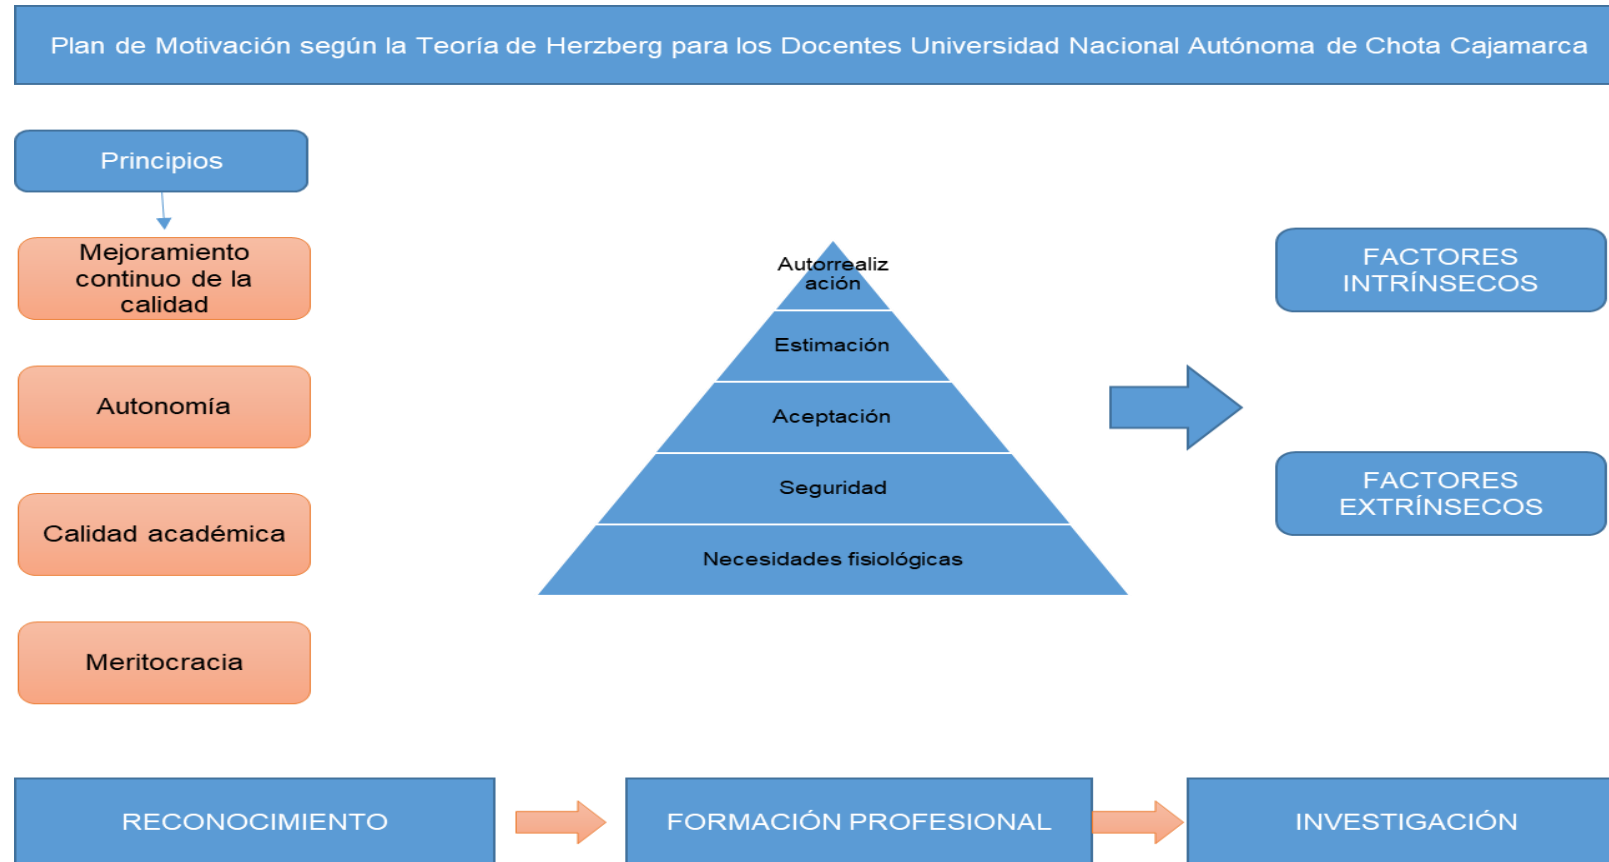 Plan de Motivación según la Teoría de Herzberg para los Docentes Universidad Nacional Autónoma de Chota Cajamarca
Principios
Mejoramiento
continuo de la
calidad
Autonomía
Calidad académica
Meritocracia
Autorrealiz
ación
Estimación
Aceptación
Seguridad
Necesidades fisiológicas
FACTORES
INTRÍNSECOS
FACTORES
EXTRÍNSECOS
RECONOCIMIENTO
FORMACIÓN PROFESIONAL
INVESTIGACIÓN